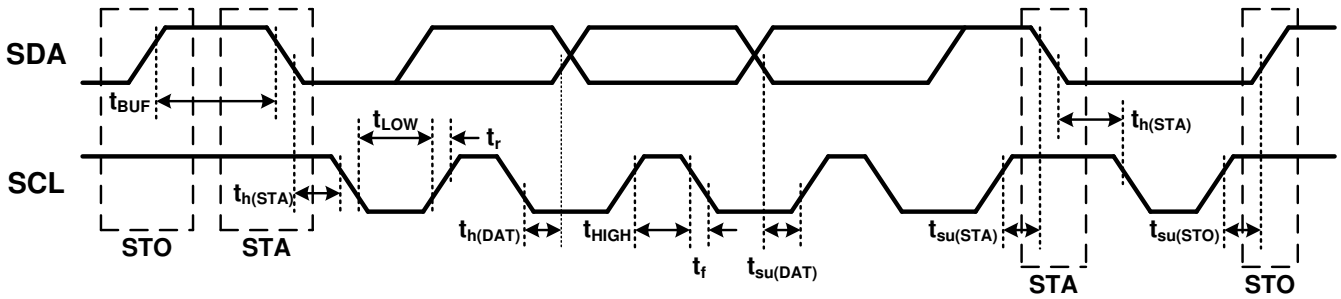 SDA
tBUF
tLOW
tr
th(STA)
SCL
th(STA)
th(DAT)
tHIGH
tf
tsu(DAT)
tsu(STA)
tsu(STO)
STO
STA
STA
STO